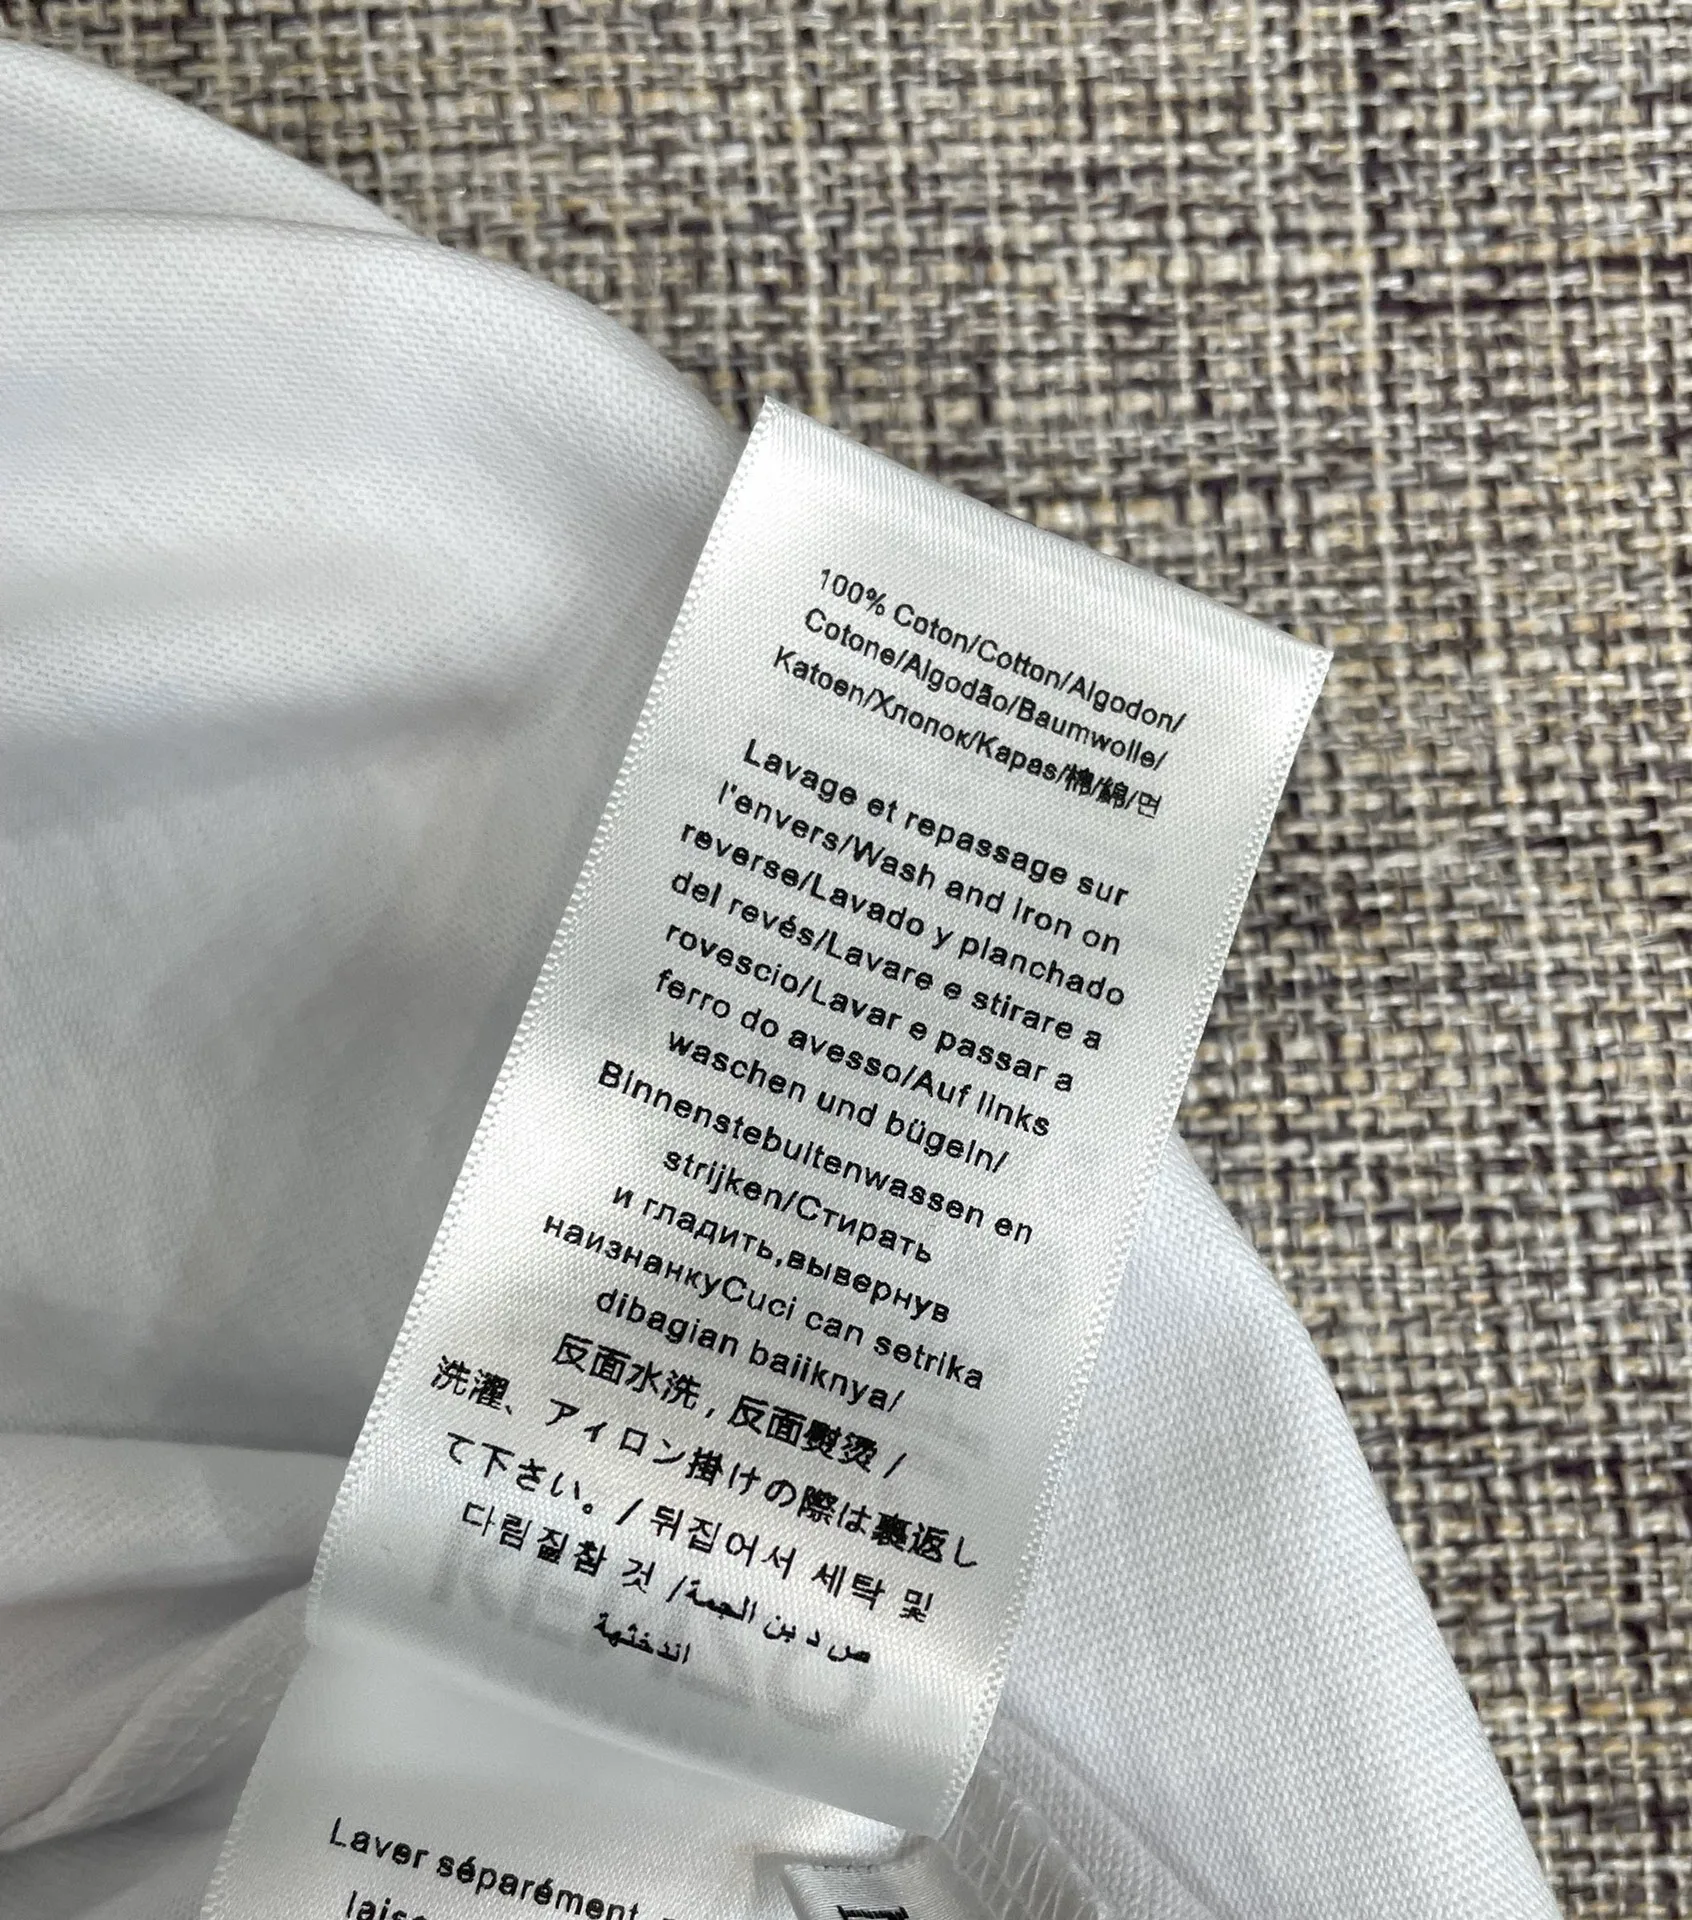 100% Coton/Cotton/Algodon/
Cotone/Algodão/Baumwolle/
Katoen/Хлопок/Kapas/棉/綿/면
Lavage et repassage sur
l'envers/Wash and iron on
reverse/Lavado y planchado
del revés/Lavare e stirare a
rovescio/Lavar e passar a
ferro do avesso/Auf links
waschen und bügeln/
Binnenstebuitenwassen en
strijken/Стирать
и гладить,вывернув
наизнанкуCuci can setrika
dibagian baiiknya/
反面水洗,反面熨烫/
洗濯、アイロン掛けの際は裏返し
て下さい。/뒤집어서 세탁 및
다림질할 것 /
KENZO
Laver séparément